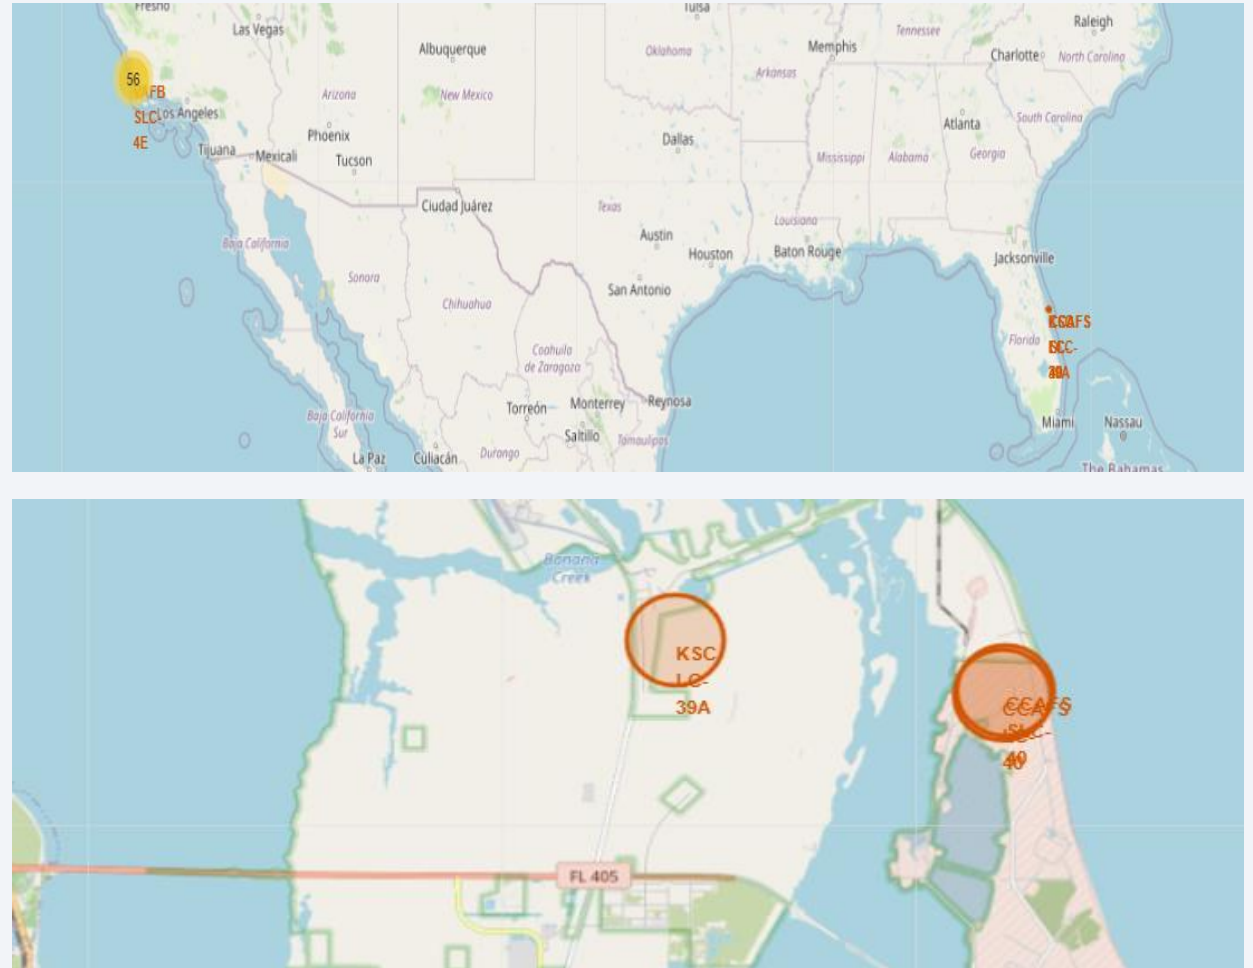 Fresno
Las Vegas
Albuquerque
Tulsa
Oklahoma
Memphis
Tennessee
Raleigh
Charlotte
North Carolina
Arkansas
56
AFB
SLC-
4E
Los Angeles
Arizona
New Mexico
Phoenix
Dallas
Atlanta
South Carolina
Tijuana
Mexicali
Tucson
Mississippi
Alabama
Georgia
Ciudad Juárez
Texas
Louisiana
Baja California
Austin
Houston
Baton Rouge
Jacksonville
Sonora
Chihuahua
San Antonio
Florida
Coahuila
de Zaragoza
Torreón
Monterrey
Reynosa
Baja California
Sur
Saltillo
Tamaulipas
Miami
Nassau
La Paz
Culiacán
Durango
The Bahamas
Banana
Creek
KSC
LC-
39A
CCAFS
SLC-
40
FL 405